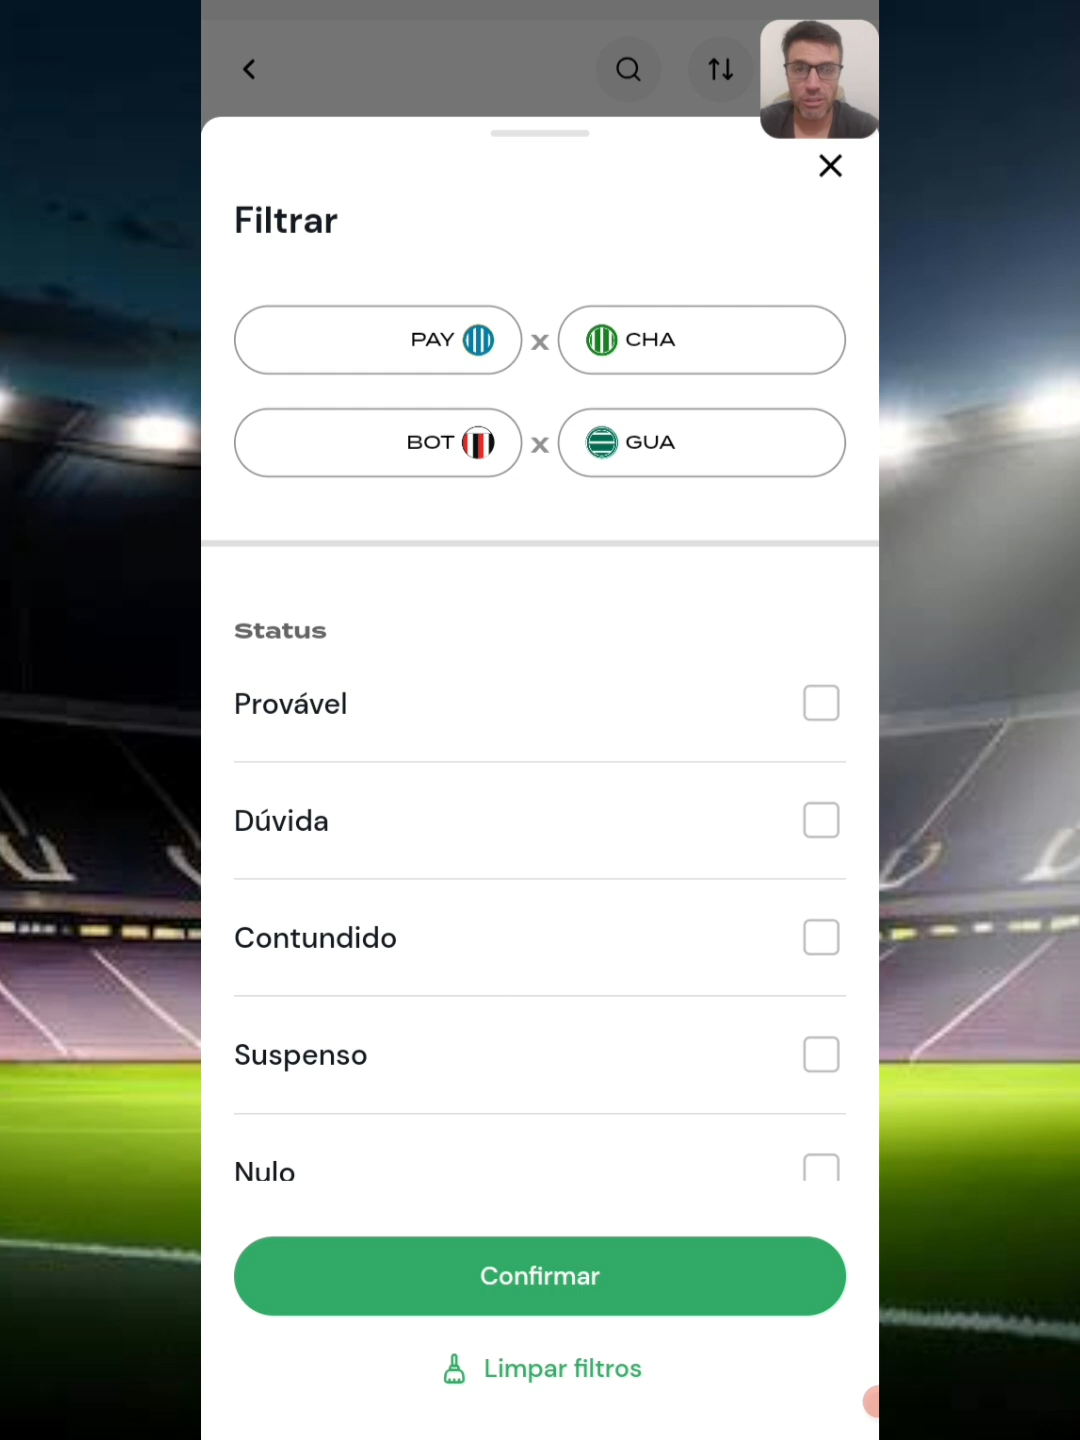 Filtrar
PAY x CHA
BOT x GUA
Status
Provável
Dúvida
Contundido
Suspenso
Nulo
Confirmar
Limpar filtros